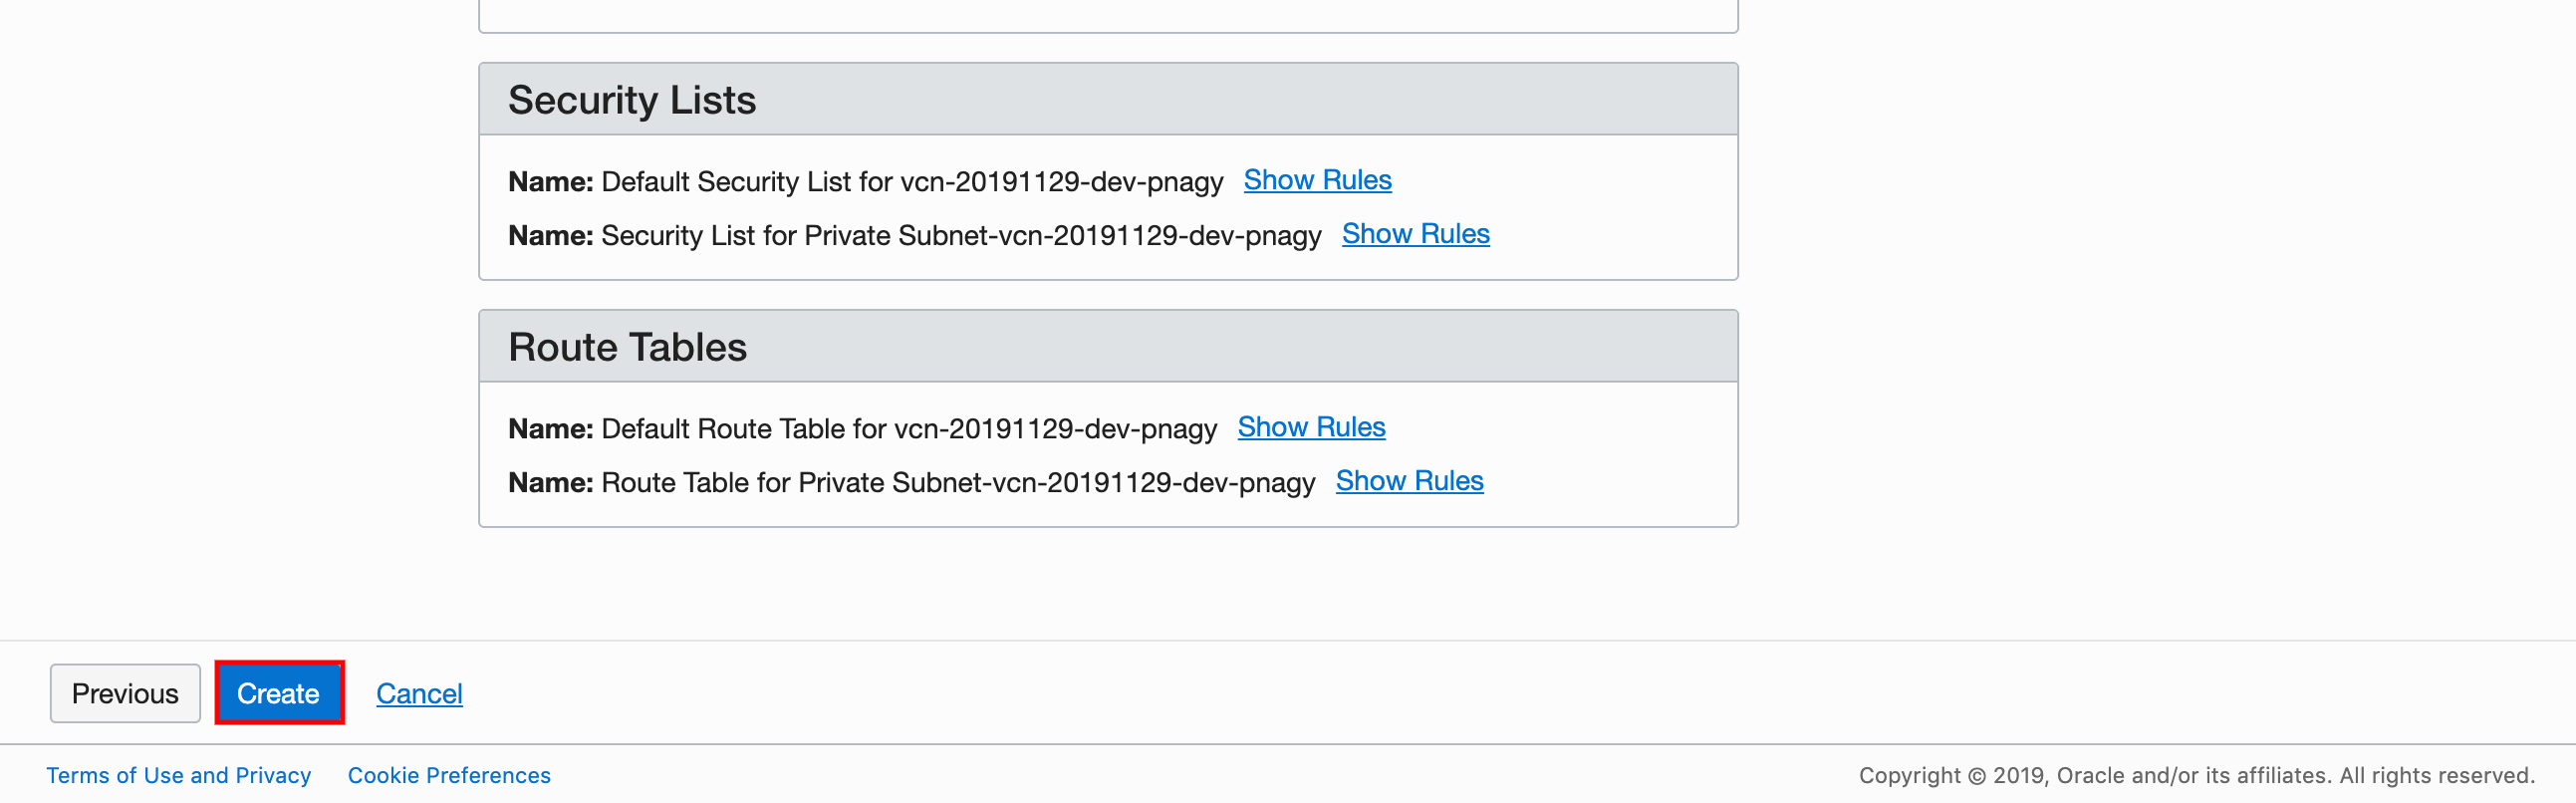 Security Lists
Name: Default Security List for vcn-20191129-dev-pnagy Show Rules
Name: Security List for Private Subnet-vcn-20191129-dev-pnagy Show Rules
Route Tables
Name: Default Route Table for vcn-20191129-dev-pnagy Show Rules
Name: Route Table for Private Subnet-vcn-20191129-dev-pnagy Show Rules
Previous Create Cancel
Terms of Use and Privacy Cookie Preferences Copyright © 2019, Oracle and/or its affiliates. All rights reserved.